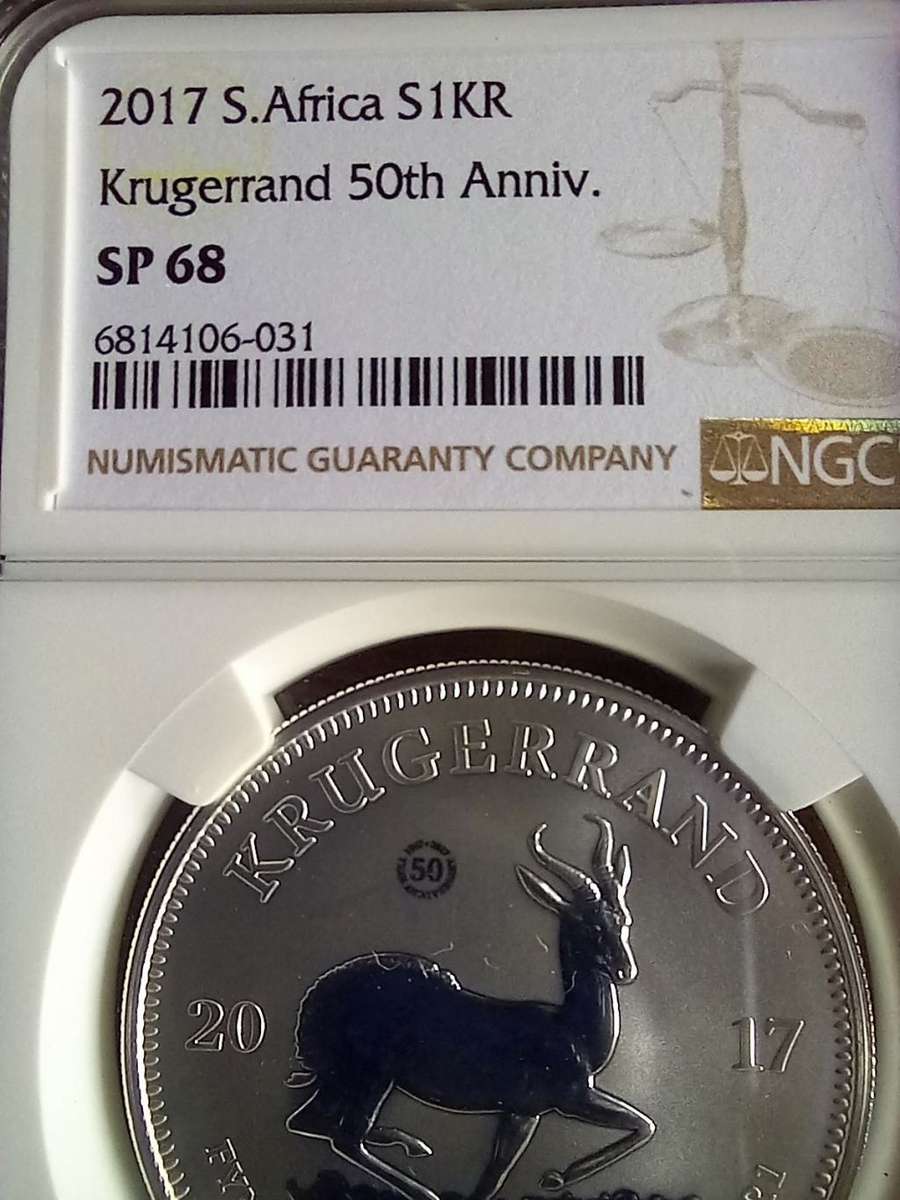 2017 S.Africa S1KR
Krugerrand 50th Anniv.
SP 68
6814106-031
NUMISMATIC GUARANTY COMPANY
NGC
KRUGERRAND
50
20 17